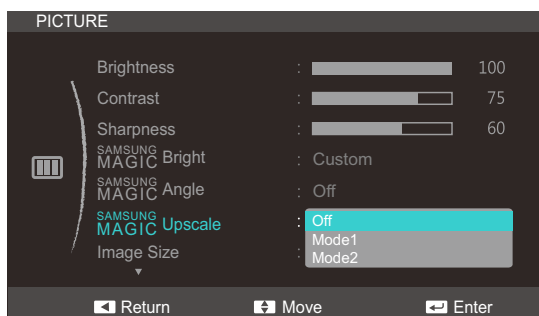 PICTURE
Brightness : 100
Contrast : 75
Sharpness : 60
SAMSUNG MAGIC Bright : Custom
SAMSUNG MAGIC Angle : Off
SAMSUNG MAGIC Upscale : Off
Mode1
Mode2
Image Size :
Return Move Enter